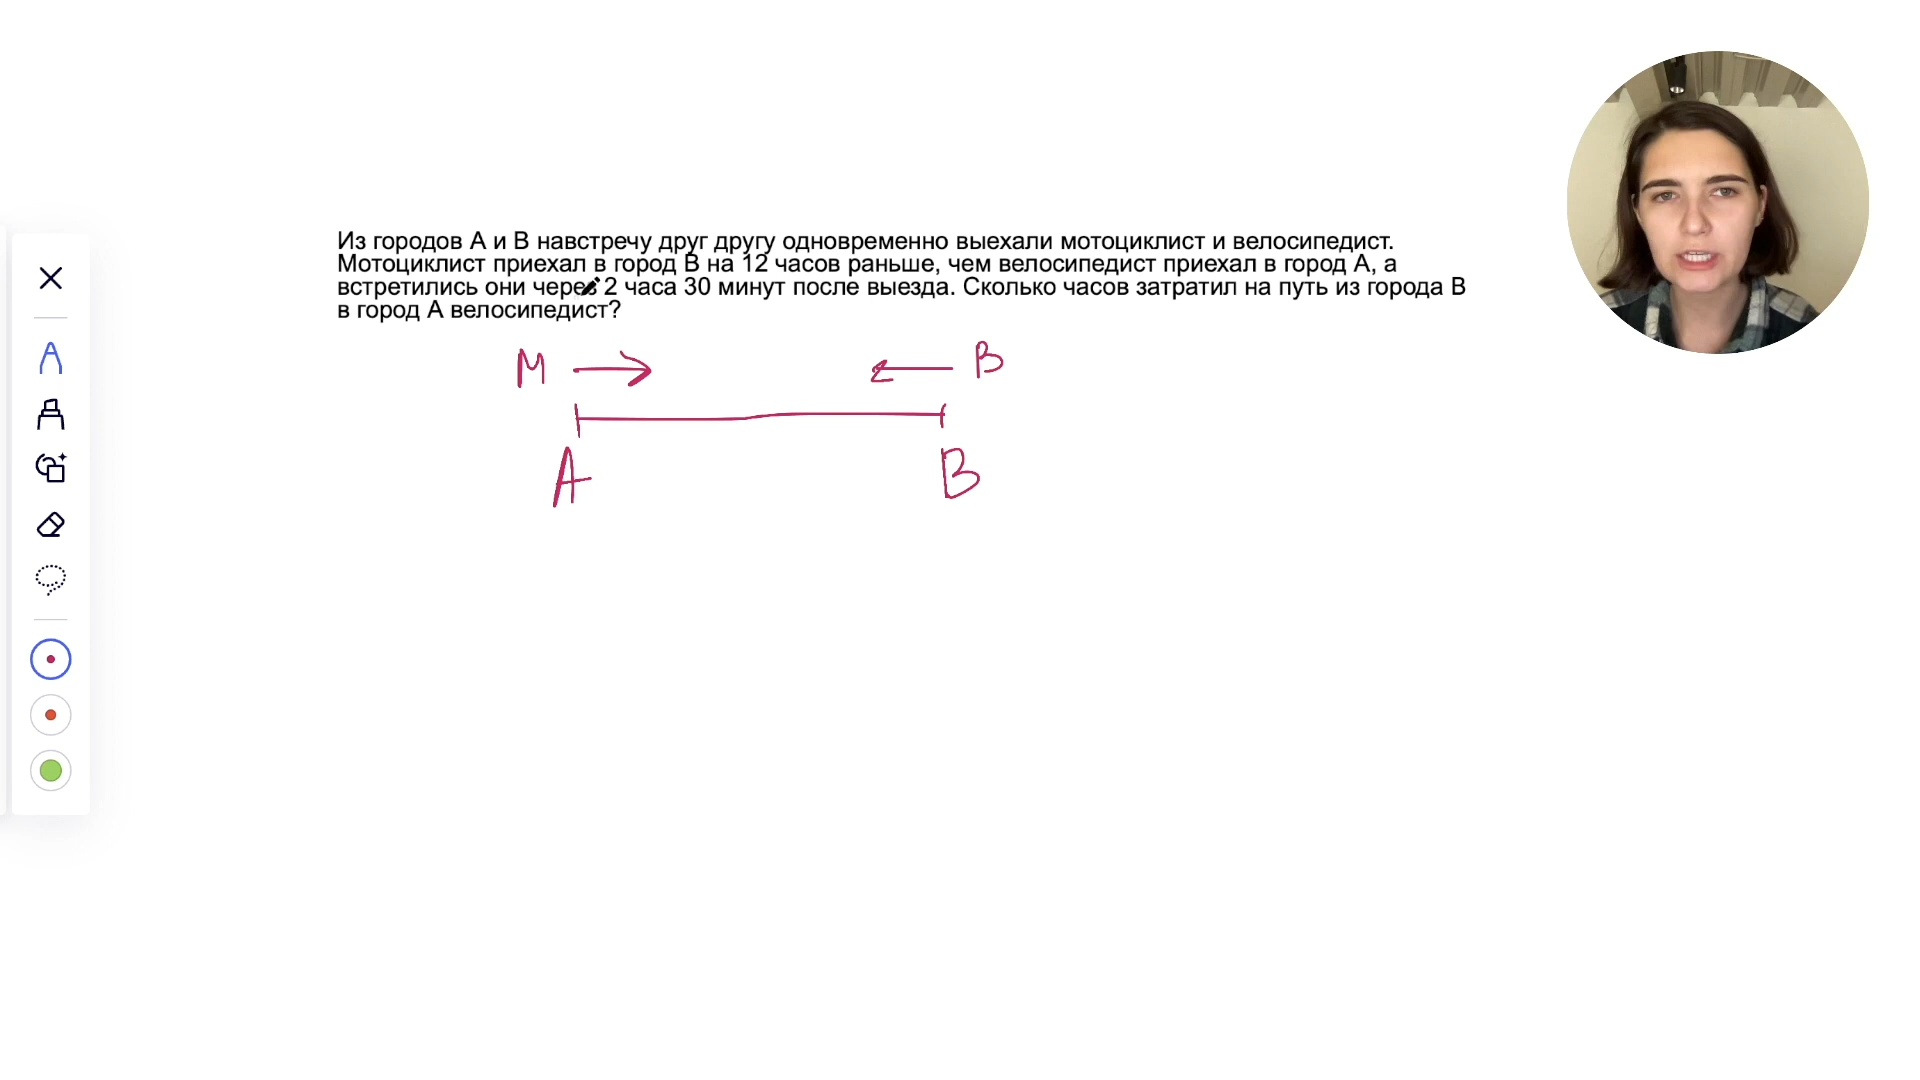 Из городов А и В навстречу друг другу одновременно выехали мотоциклист и велосипедист.
Мотоциклист приехал в город В на 12 часов раньше, чем велосипедист приехал в город А, а
встретились они через 2 часа 30 минут после выезда. Сколько часов затратил на путь из города В
в город А велосипедист?
М В
А В